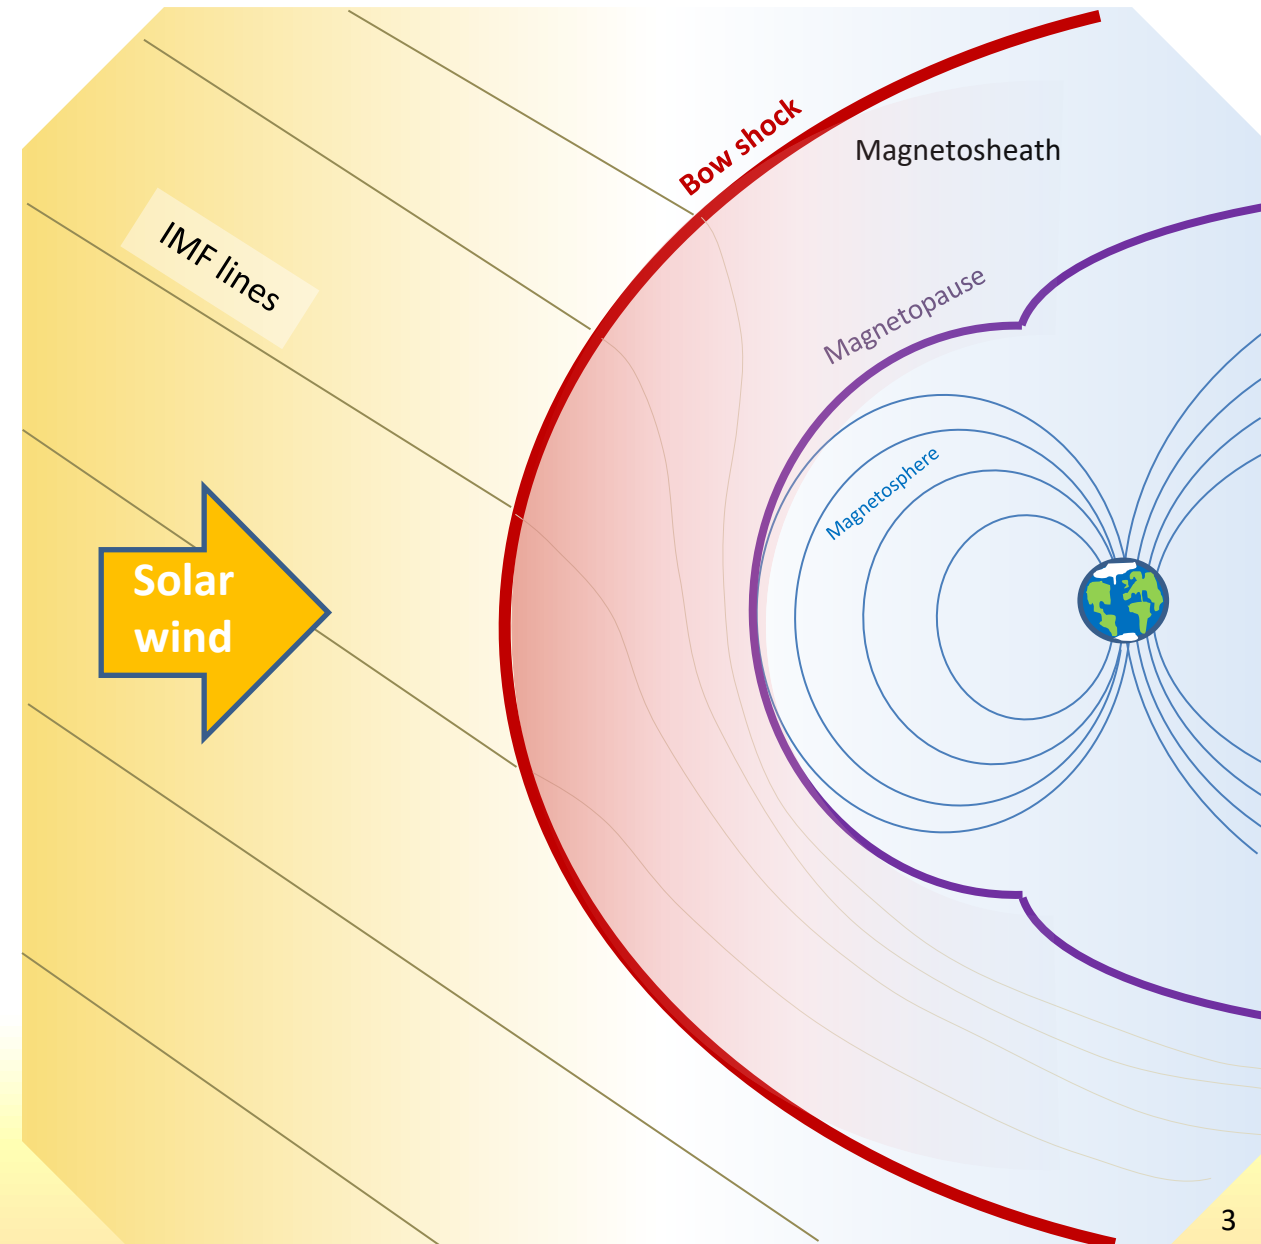 Bow shock
Magnetosheath
IMF lines
Magnetopause
Magnetosphere
Solar
wind
3